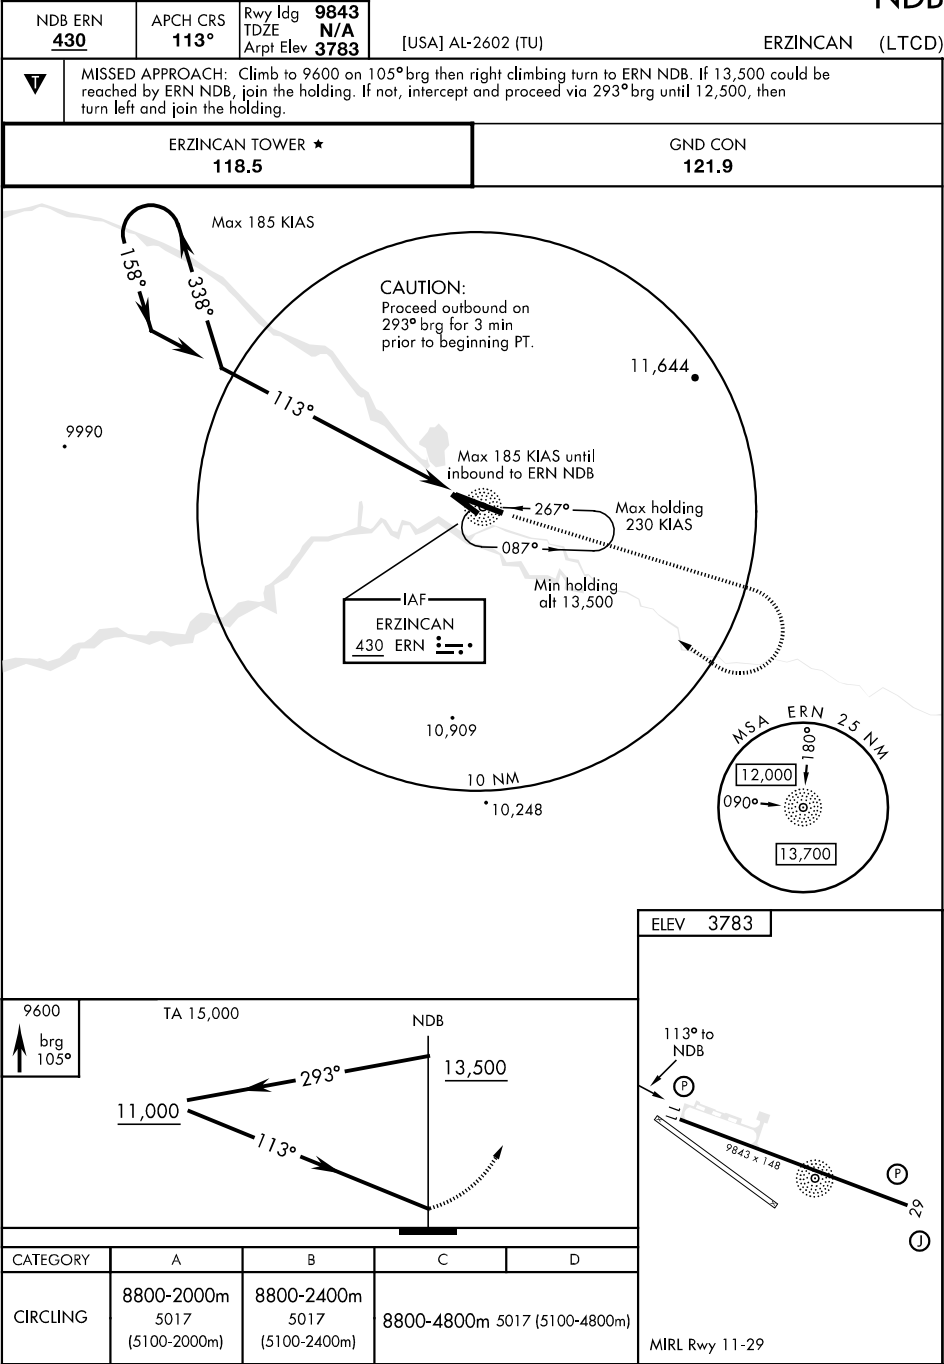 NDB
NDB ERN
430
APCH CRS
113°
Rwy ldg 9843
TDZE N/A
Arpt Elev 3783
[USA] AL-2602 (TU)
ERZINCAN (LTCD)
T
MISSED APPROACH: Climb to 9600 on 105° brg then right climbing turn to ERN NDB. If 13,500 could be
reached by ERN NDB, join the holding. If not, intercept and proceed via 293° brg until 12,500, then
turn left and join the holding.
ERZINCAN TOWER ★
118.5
GND CON
121.9
Max 185 KIAS
158°
338°
CAUTION:
Proceed outbound on
293° brg for 3 min
prior to beginning PT.
11,644
113°
9990
Max 185 KIAS until
inbound to ERN NDB
267°
Max holding
230 KIAS
087°
Min holding
alt 13,500
IAF
ERZINCAN
430 ERN
10,909
10 NM
10,248
MSA ERN 25 NM
180°
12,000
090°
13,700
ELEV 3783
9600
brg
105°
TA 15,000
NDB
293°
13,500
11,000
113°
113° to
NDB
P
11
9843 x 148
P
29
J
MIRL Rwy 11-29
CATEGORY A B C D
CIRCLING
8800-2000m
5017
(5100-2000m)
8800-2400m
5017
(5100-2400m)
8800-4800m 5017 (5100-4800m)